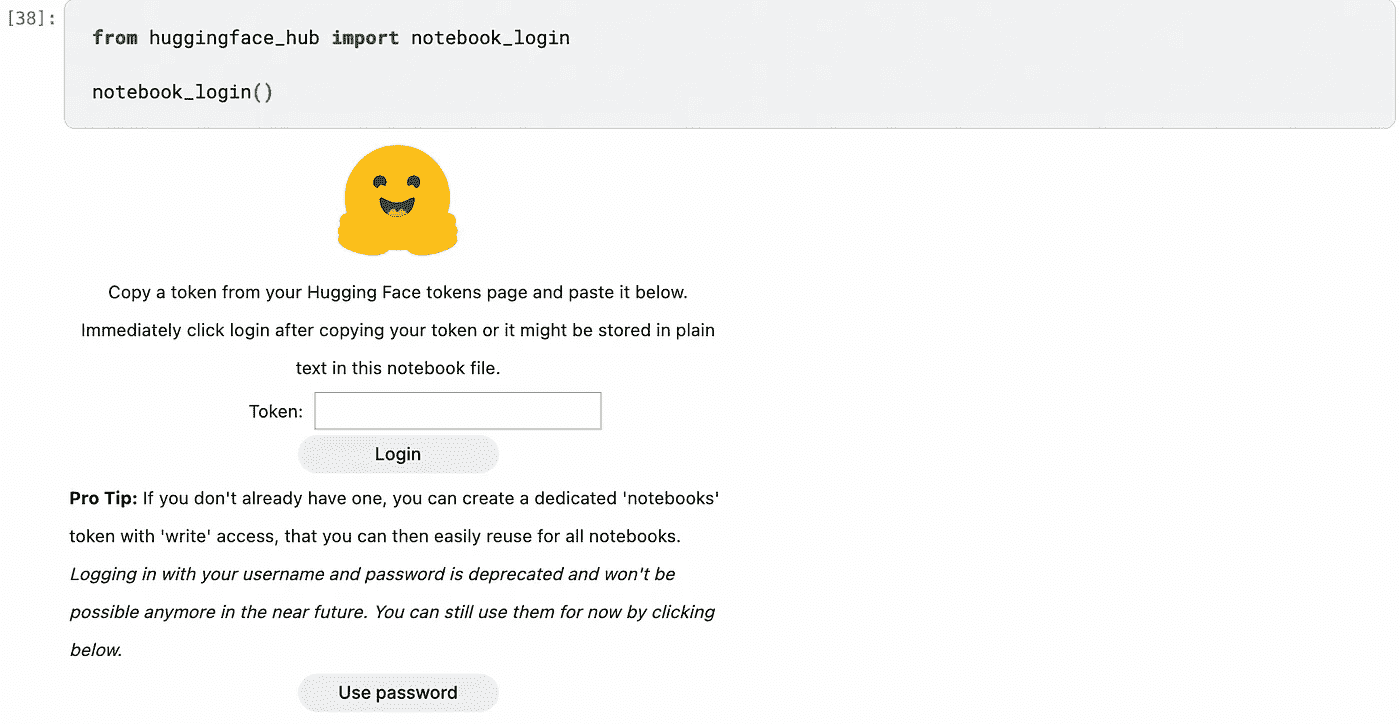 [38]:
from huggingface_hub import notebook_login
notebook_login()
Copy a token from your Hugging Face tokens page and paste it below.
Immediately click login after copying your token or it might be stored in plain
text in this notebook file.
Token:
Login
Pro Tip: If you don't already have one, you can create a dedicated 'notebooks'
token with 'write' access, that you can then easily reuse for all notebooks.
Logging in with your username and password is deprecated and won't be
possible anymore in the near future. You can still use them for now by clicking
below.
Use password